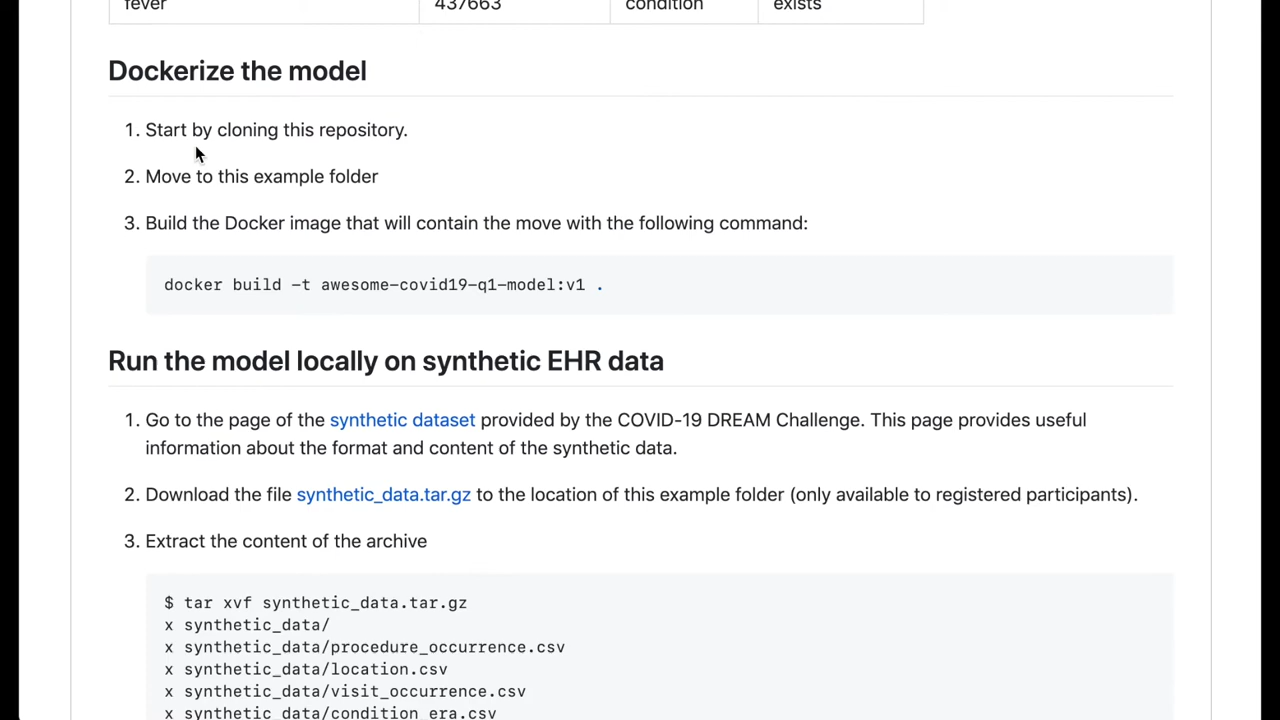 fever 437663 condition exists
Dockerize the model
1. Start by cloning this repository.
2. Move to this example folder
3. Build the Docker image that will contain the move with the following command:
docker build -t awesome-covid19-q1-model:v1 .
Run the model locally on synthetic EHR data
1. Go to the page of the synthetic dataset provided by the COVID-19 DREAM Challenge. This page provides useful
information about the format and content of the synthetic data.
2. Download the file synthetic_data.tar.gz to the location of this example folder (only available to registered participants).
3. Extract the content of the archive
$ tar xvf synthetic_data.tar.gz
x synthetic_data/
x synthetic_data/procedure_occurrence.csv
x synthetic_data/location.csv
x synthetic_data/visit_occurrence.csv
x synthetic_data/condition_era.csv